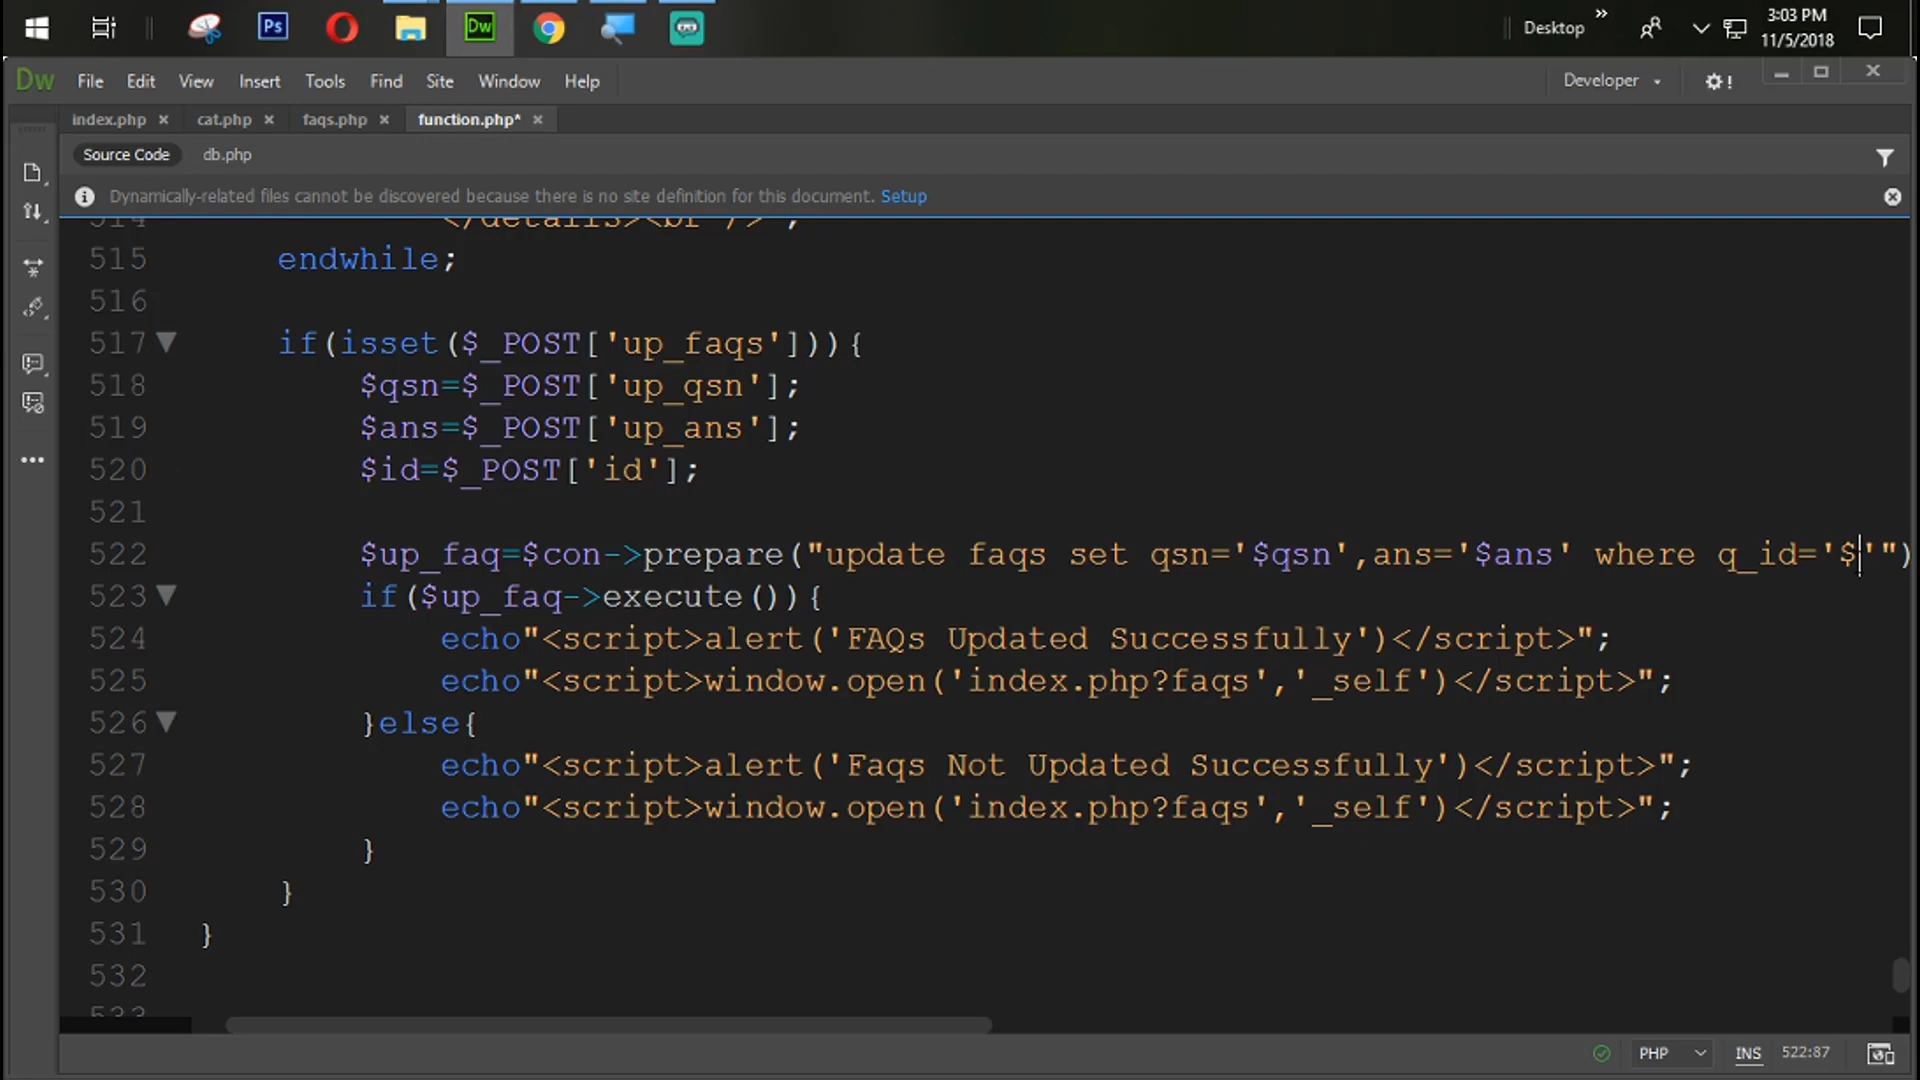 Ps
Dw
Desktop
»
3:03 PM
11/5/2018
Dw File Edit View Insert Tools Find Site Window Help
Developer
!
index.php × cat.php × faqs.php × function.php* ×
Source Code db.php
Dynamically-related files cannot be discovered because there is no site definition for this document. Setup
514 </details><br />";
515 endwhile;
516
517 if(isset($_POST['up_faqs'])){
518 $qsn=$_POST['up_qsn'];
519 $ans=$_POST['up_ans'];
520 $id=$_POST['id'];
521
522 $up_faq=$con->prepare("update faqs set qsn='$qsn',ans='$ans' where q_id='$'")
523 if($up_faq->execute()){
524 echo"<script>alert('FAQs Updated Successfully')</script>";
525 echo"<script>window.open('index.php?faqs','_self')</script>";
526 }else{
527 echo"<script>alert('Faqs Not Updated Successfully')</script>";
528 echo"<script>window.open('index.php?faqs','_self')</script>";
529 }
530 }
531 }
532
533
PHP INS 522:87